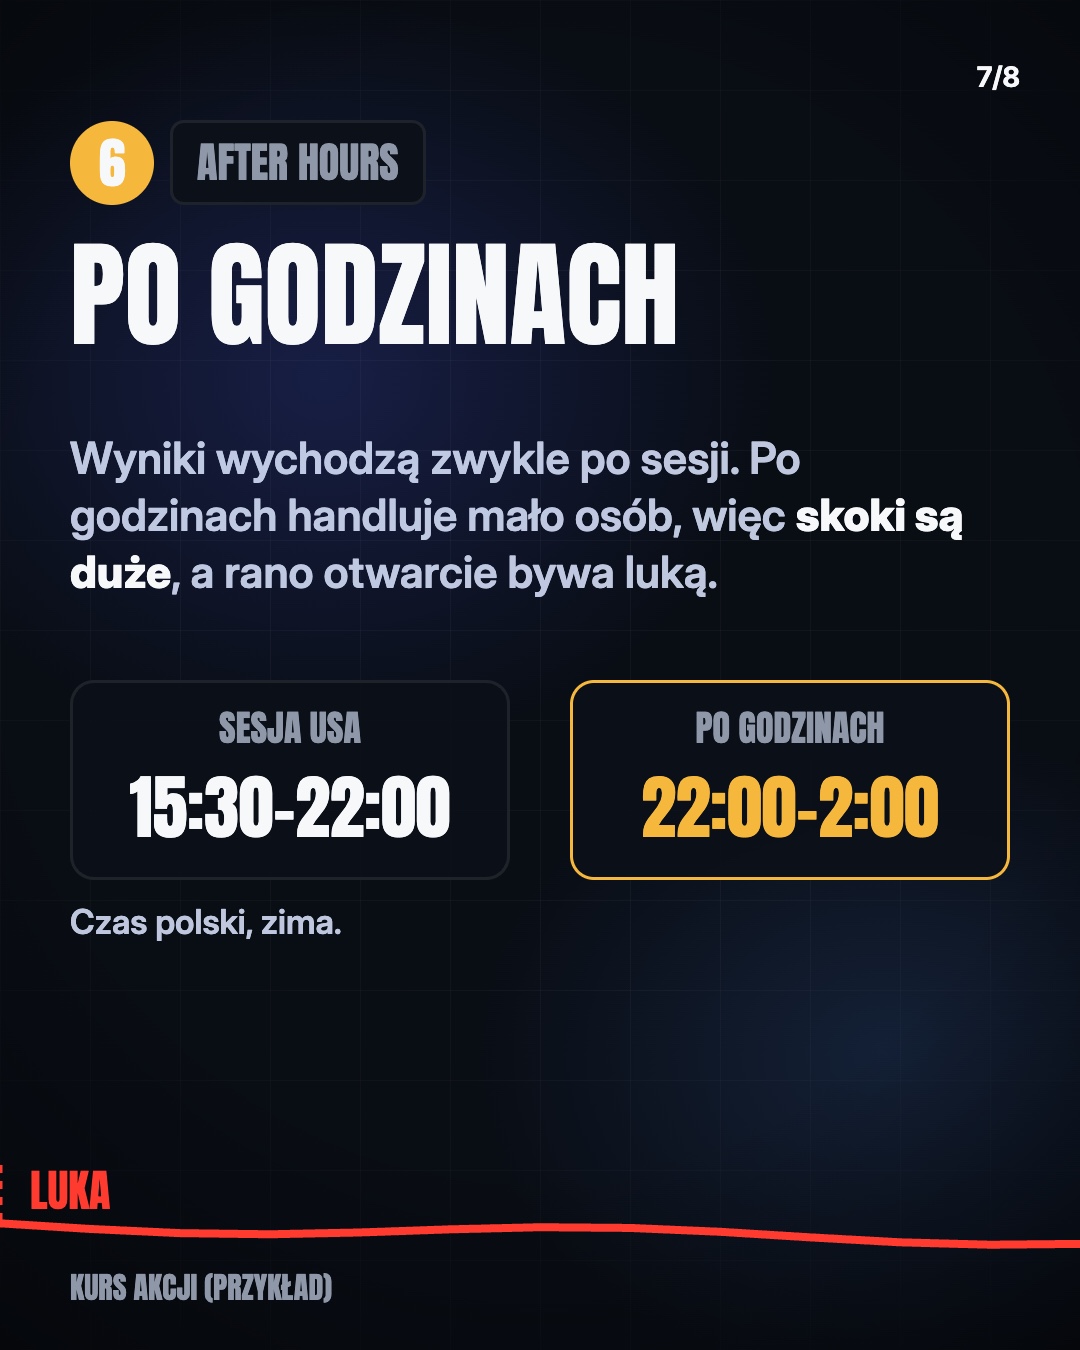 7/8
6
AFTER HOURS
PO GODZINACH
Wyniki wychodzą zwykle po sesji. Po
godzinach handluje mało osób, więc skoki są
duże, a rano otwarcie bywa luką.
SESJA USA
15:30-22:00
PO GODZINACH
22:00-2:00
Czas polski, zima.
LUKA
KURS AKCJI (PRZYKŁAD)